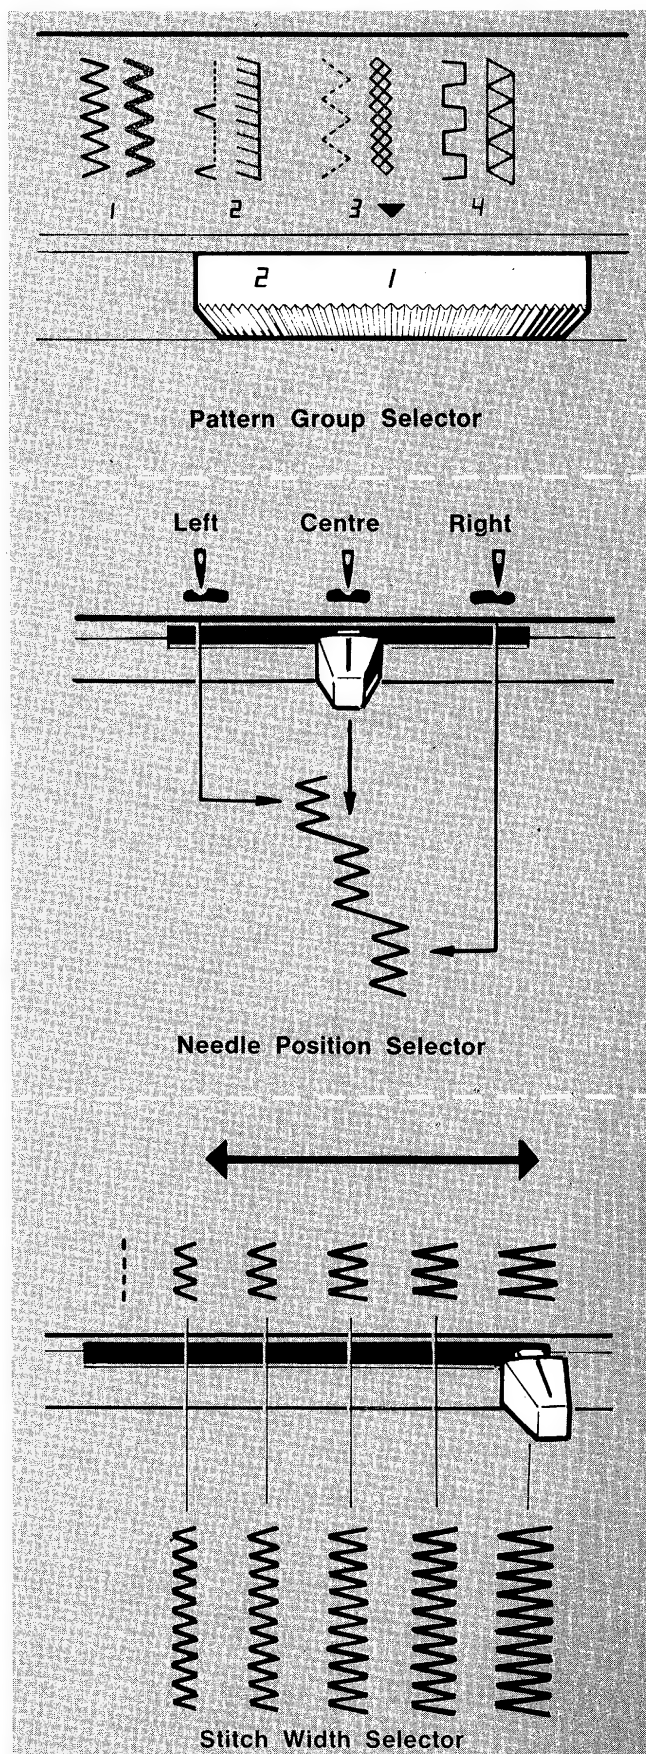 1 2 3 4
2 1
Pattern Group Selector
Left Centre Right
Needle Position Selector
Stitch Width Selector